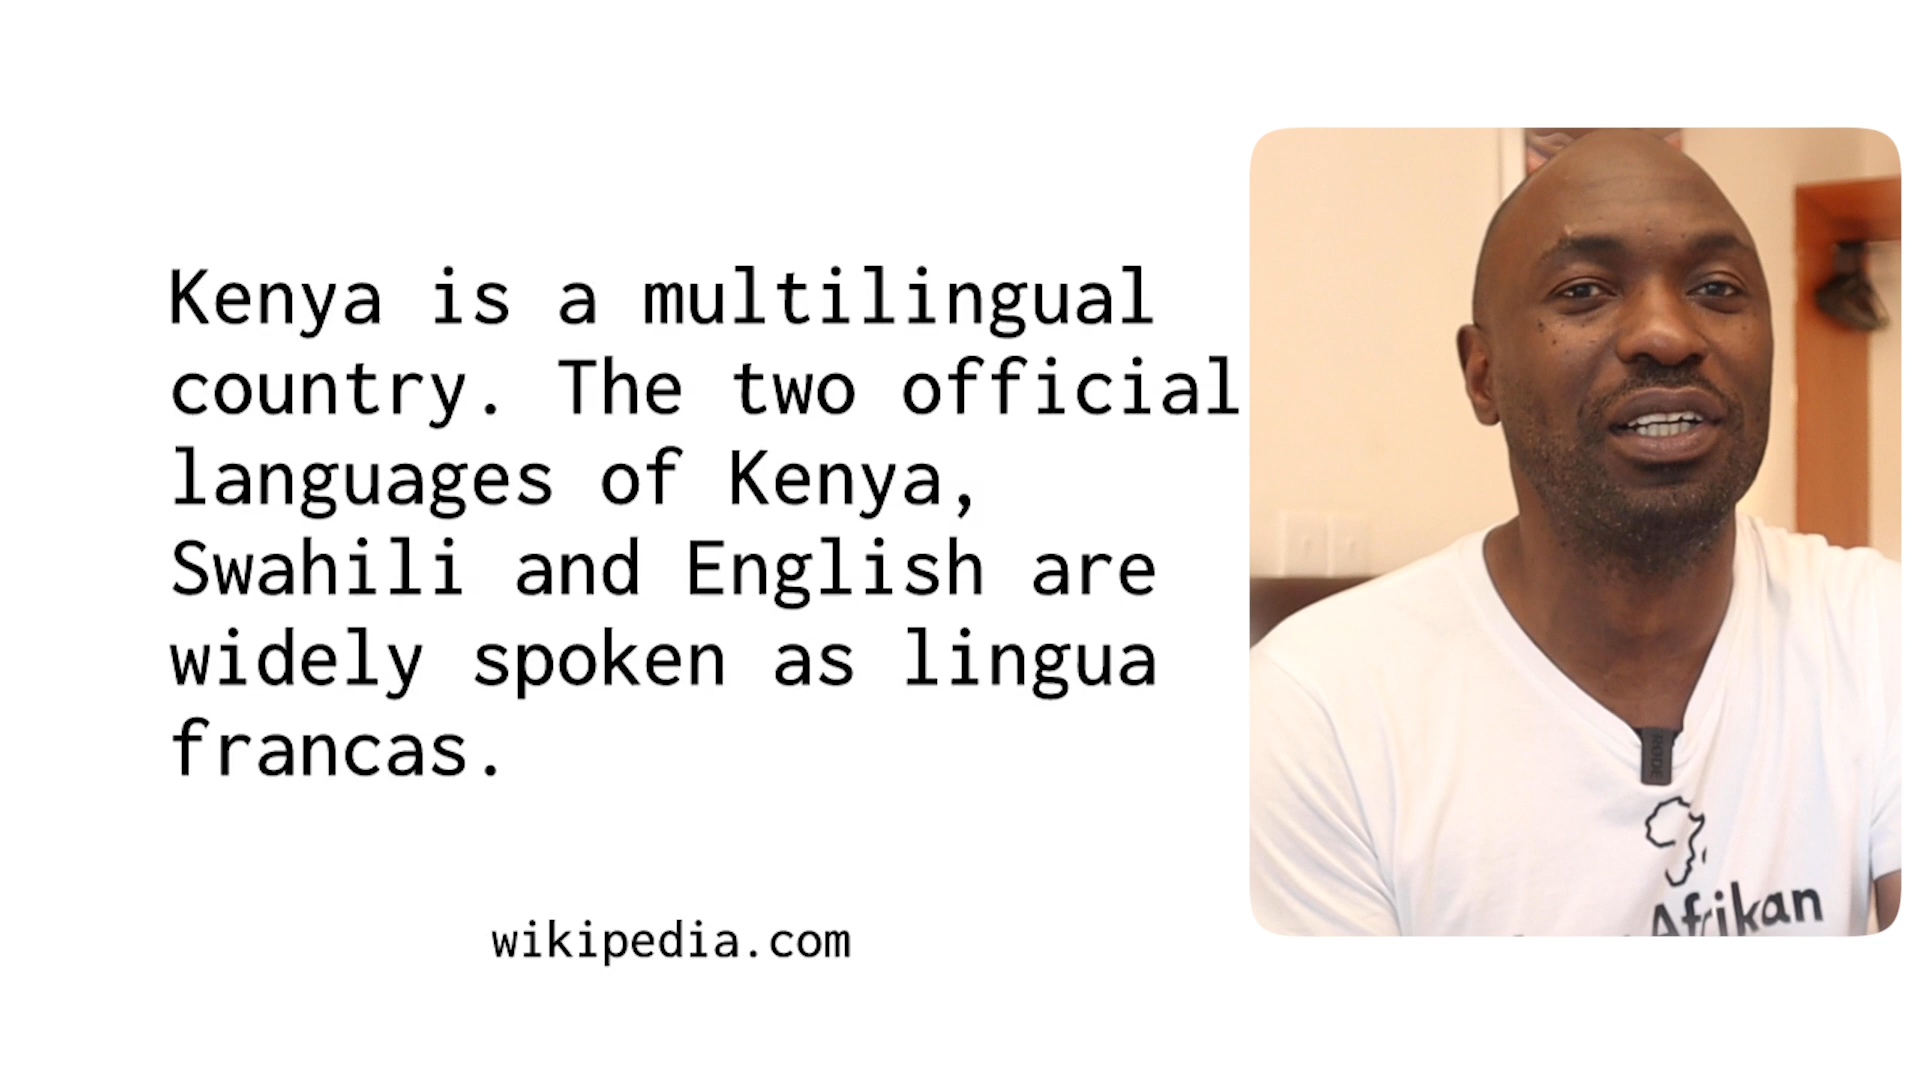 Kenya is a multilingual
country. The two official
languages of Kenya,
Swahili and English are
widely spoken as lingua
francas.
wikipedia.com
RODE
Afrikan